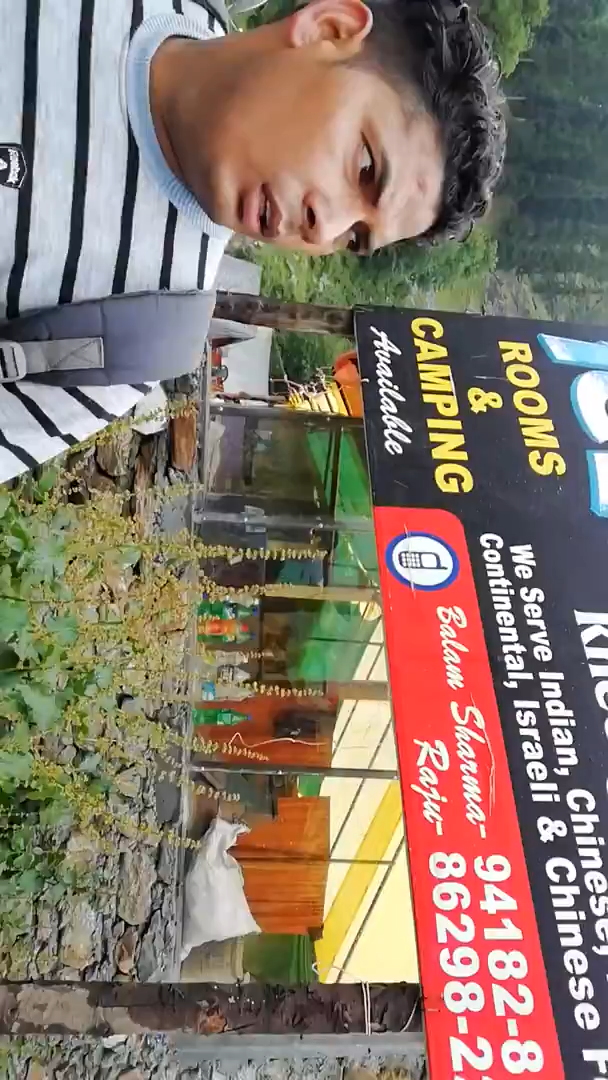 ROOMS
&
CAMPING
Available
We Serve Indian, Chinese,
Continental, Israeli & Chinese
Balam Sharma- 94182-8
Raju- 86298-2